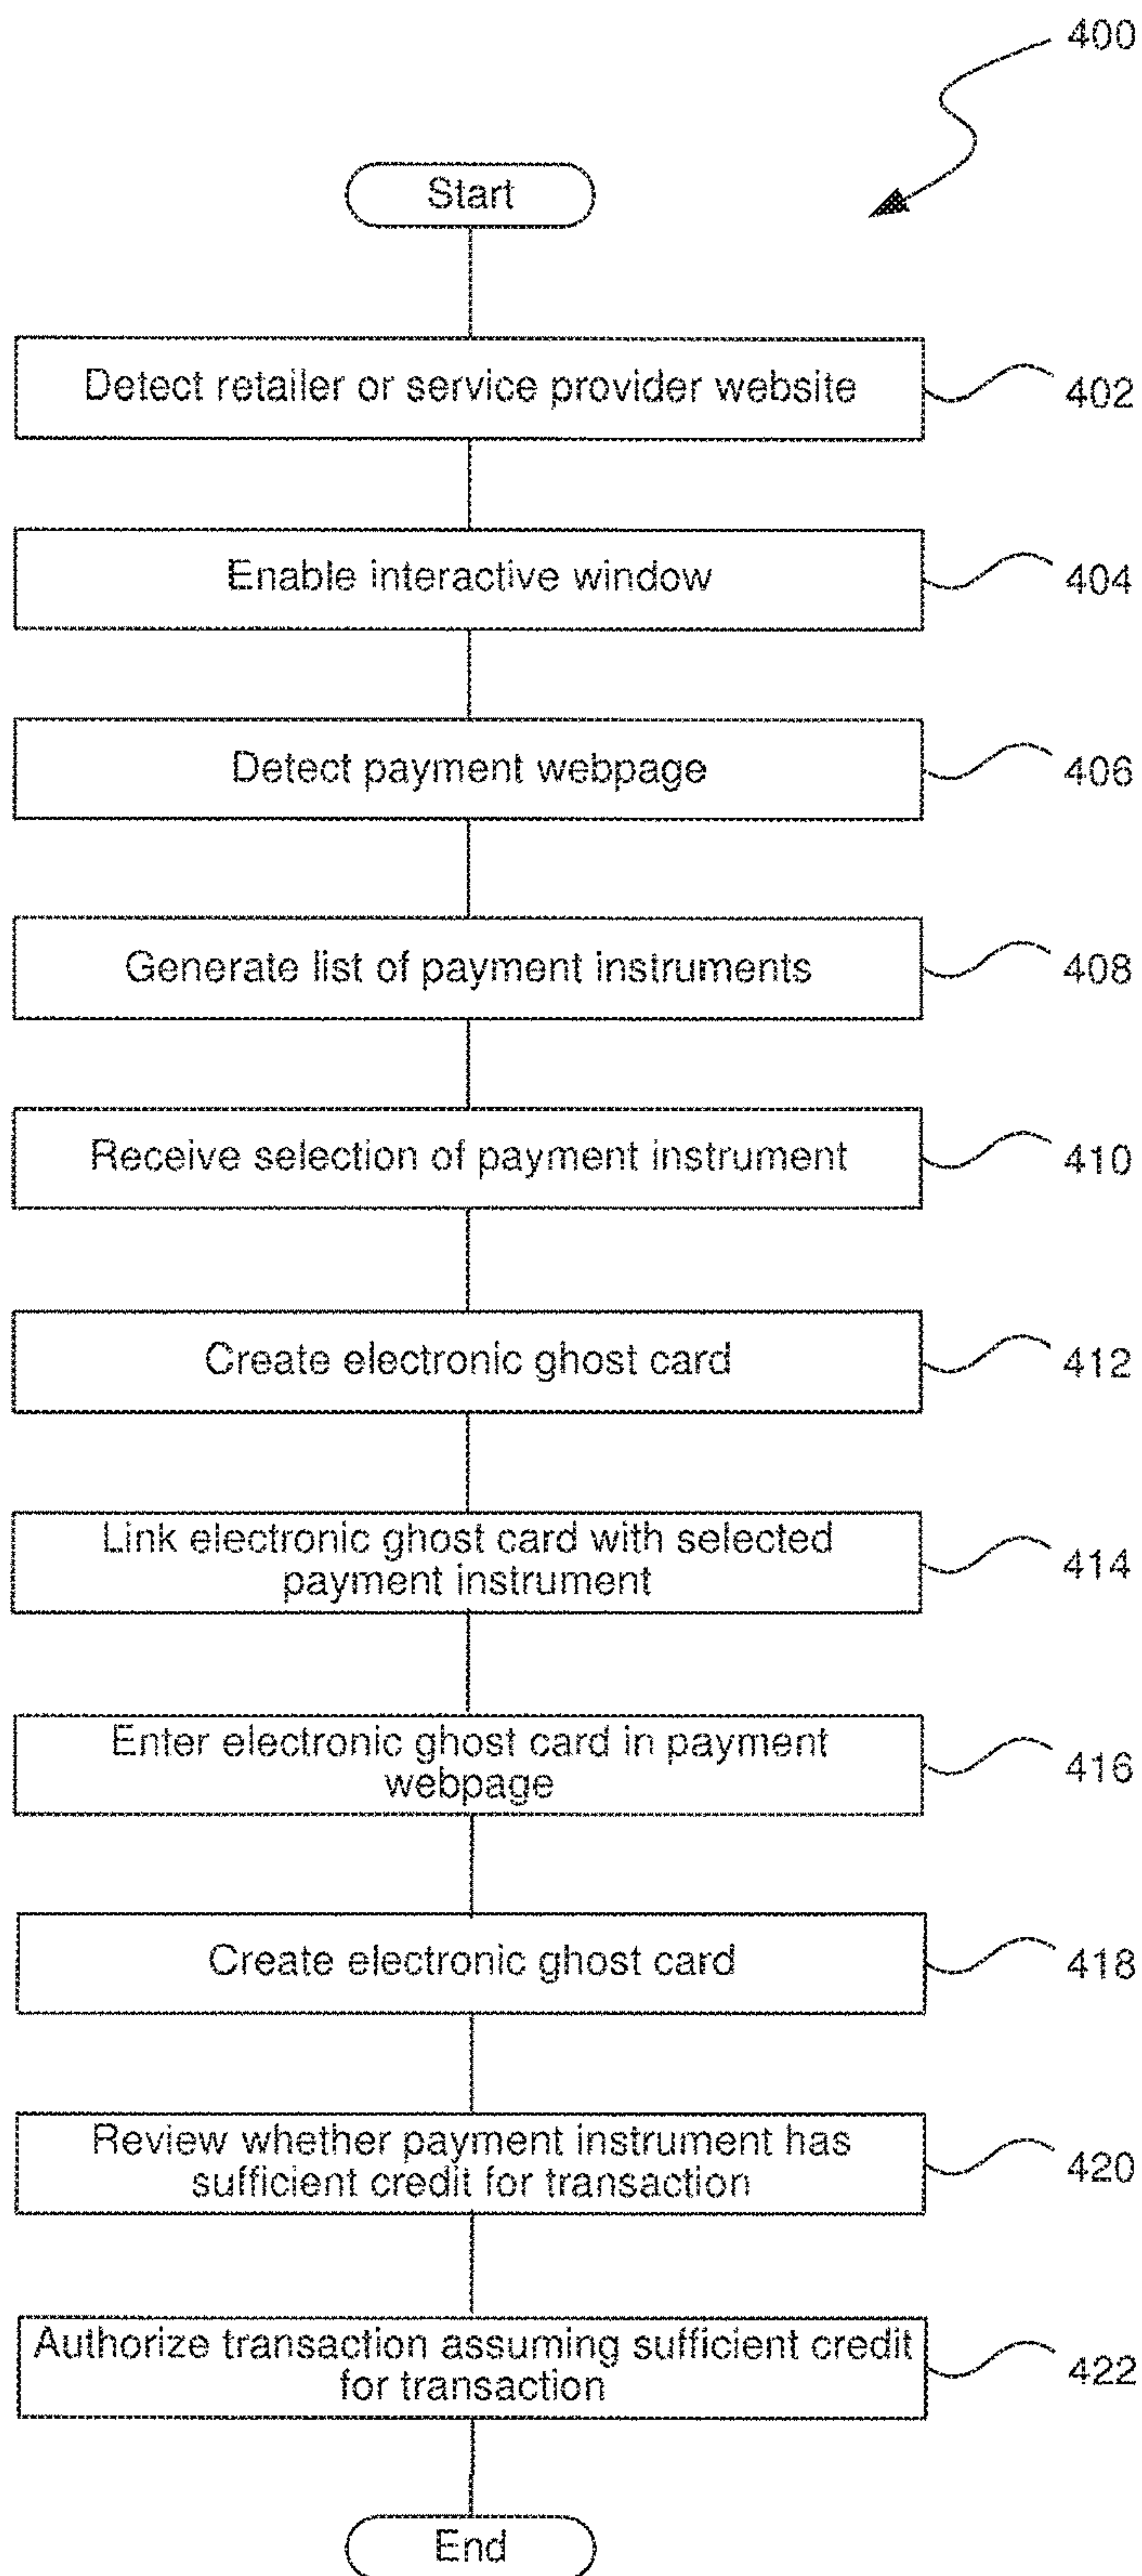 400
Start
Detect retailer or service provider website
402
Enable interactive window
404
Detect payment webpage
406
Generate list of payment instruments
408
Receive selection of payment instrument
410
Create electronic ghost card
412
Link electronic ghost card with selected
payment instrument
414
Enter electronic ghost card in payment
webpage
416
Create electronic ghost card
418
Review whether payment instrument has
sufficient credit for transaction
420
Authorize transaction assuming sufficient credit
for transaction
422
End